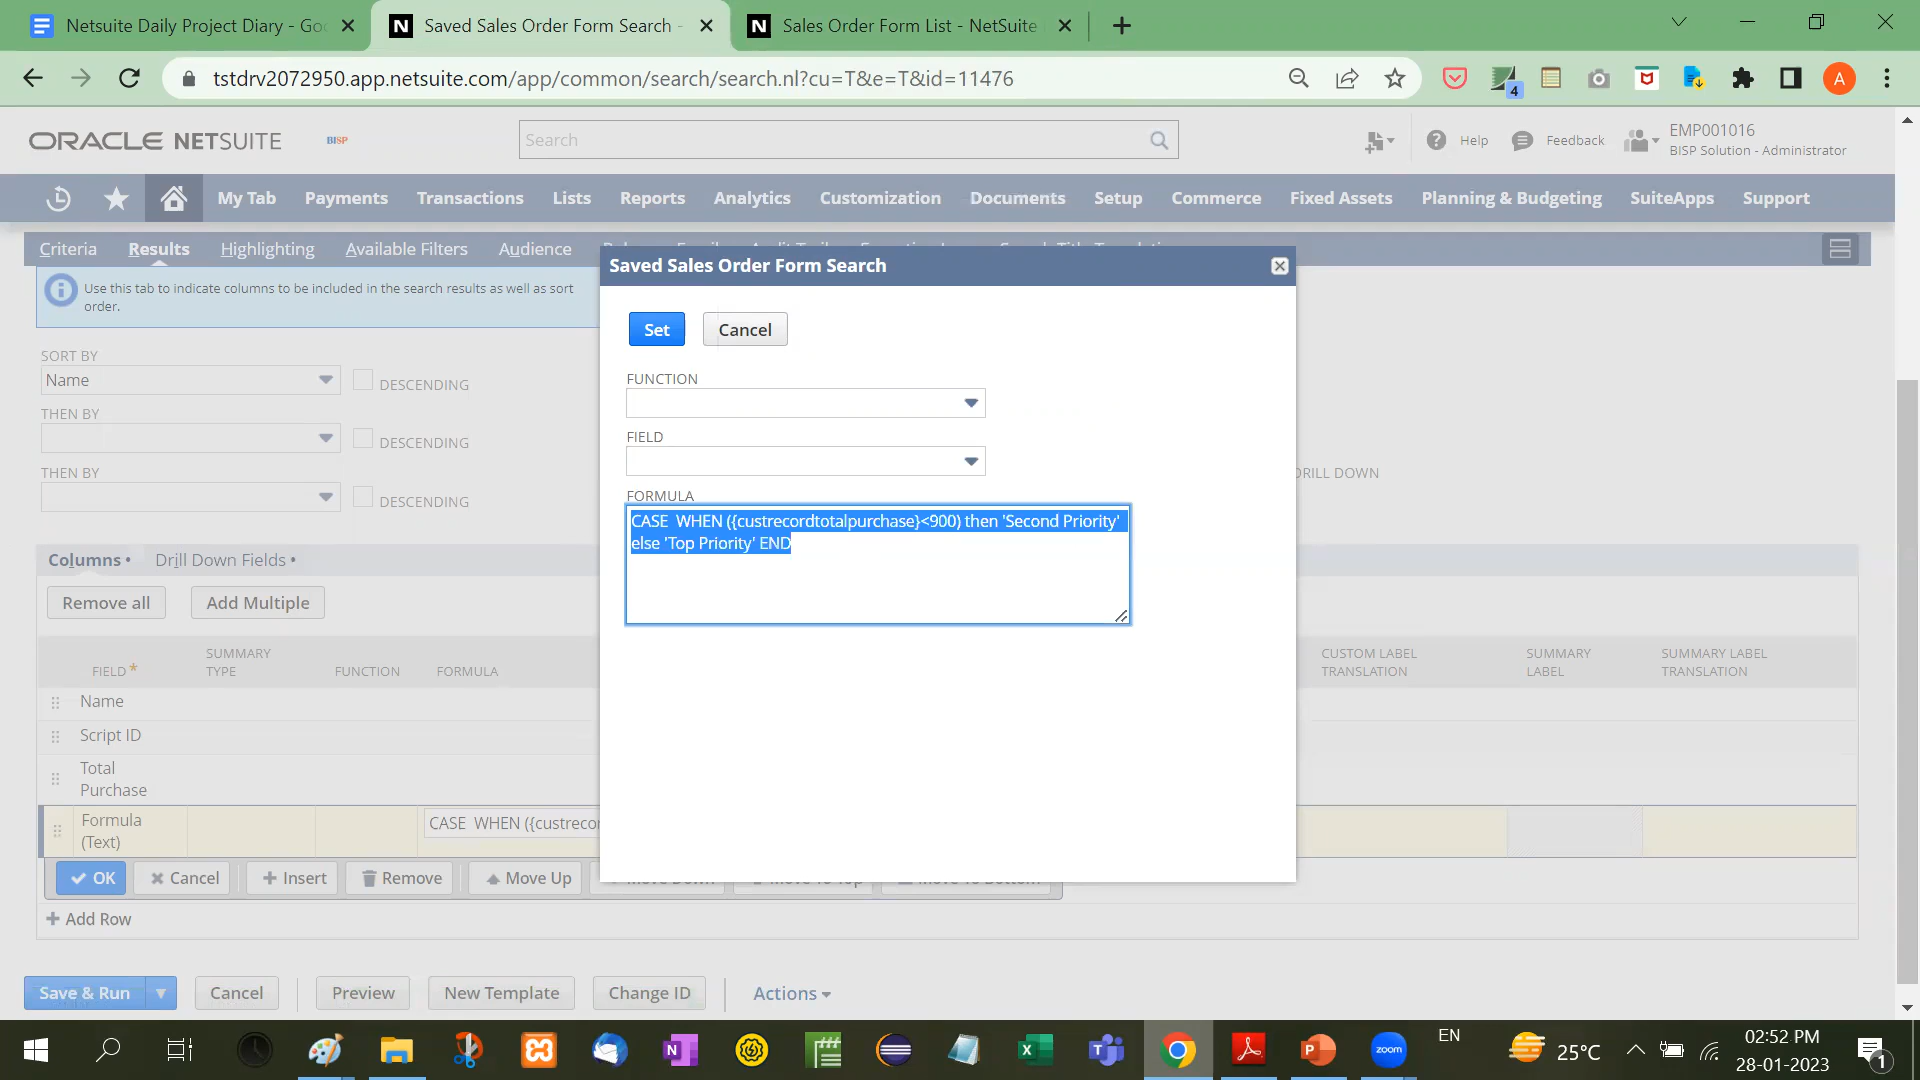 Netsuite Daily Project Diary - Goo
Saved Sales Order Form Search -
Sales Order Form List - NetSuite
tstdrv2072950.app.netsuite.com/app/common/search/search.nl?cu=T&e=T&id=11476
4
A
ORACLE NETSUITE
BISP
Search
Help
Feedback
EMP001016
BISP Solution - Administrator
My Tab
Payments
Transactions
Lists
Reports
Analytics
Customization
Documents
Setup
Commerce
Fixed Assets
Planning & Budgeting
SuiteApps
Support
Criteria
Results
Highlighting
Available Filters
Audience
Saved Sales Order Form Search
Use this tab to indicate columns to be included in the search results as well as sort
order.
Set
Cancel
SORT BY
Name
DESCENDING
THEN BY
DESCENDING
THEN BY
DESCENDING
FUNCTION
FIELD
DRILL DOWN
FORMULA
CASE  WHEN ({custrecordtotalpurchase}<900) then 'Second Priority'
else 'Top Priority' END
Columns •
Drill Down Fields •
Remove all
Add Multiple
FIELD *
SUMMARY
TYPE
FUNCTION
FORMULA
CUSTOM LABEL
TRANSLATION
SUMMARY
LABEL
SUMMARY LABEL
TRANSLATION
Name
Script ID
Total
Purchase
Formula
(Text)
CASE  WHEN ({custrecor
OK
Cancel
Insert
Remove
Move Up
Add Row
Save & Run
Cancel
Preview
New Template
Change ID
Actions
EN
25°C
02:52 PM
28-01-2023
1
zoom